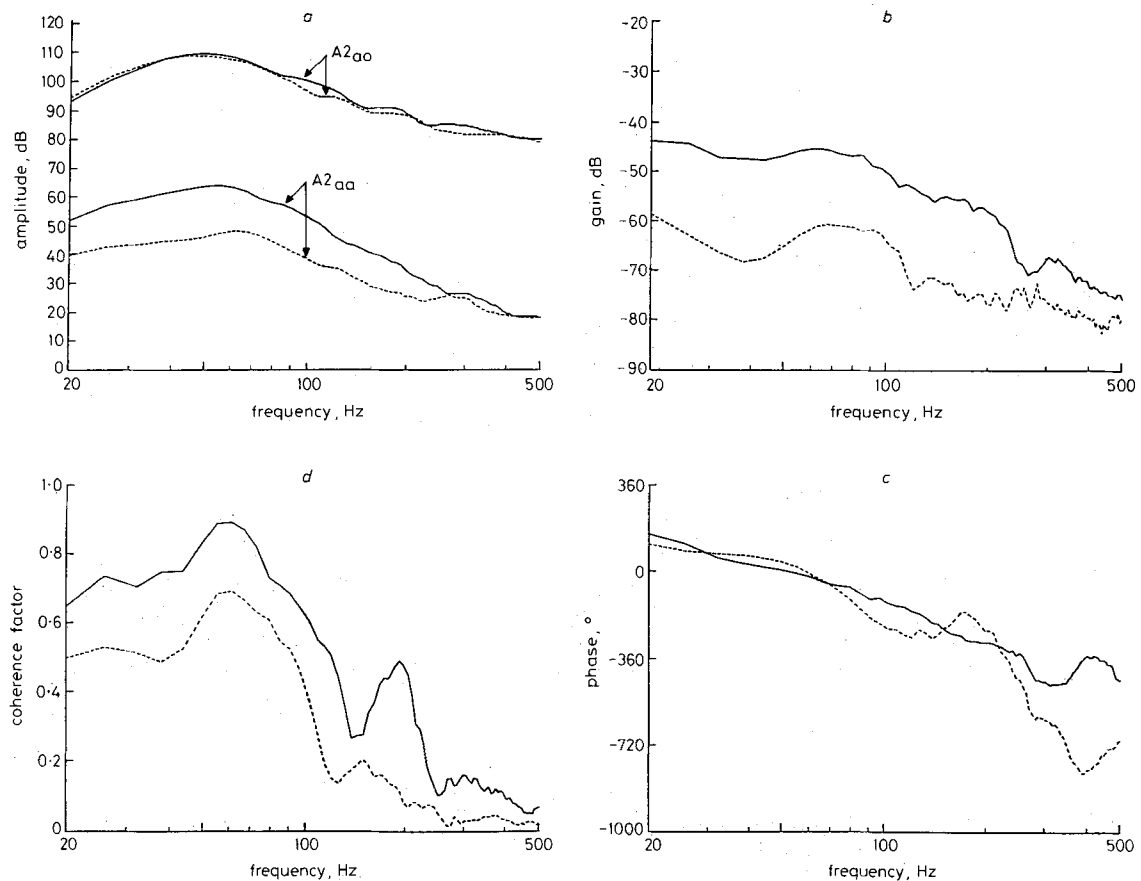 a
120
110
100
90
80
70
60
50
40
30
20
10
0
amplitude, dB
A2ao
A2aa
20 100 500
frequency, Hz
b
-20
-30
-40
-50
-60
-70
-80
-90
gain, dB
20 100 500
frequency, Hz
d
1·0
0·8
0·6
0·4
0·2
0
coherence factor
20 100 500
frequency, Hz
c
360
0
-360
-720
-1000
phase, °
20 100 500
frequency, Hz